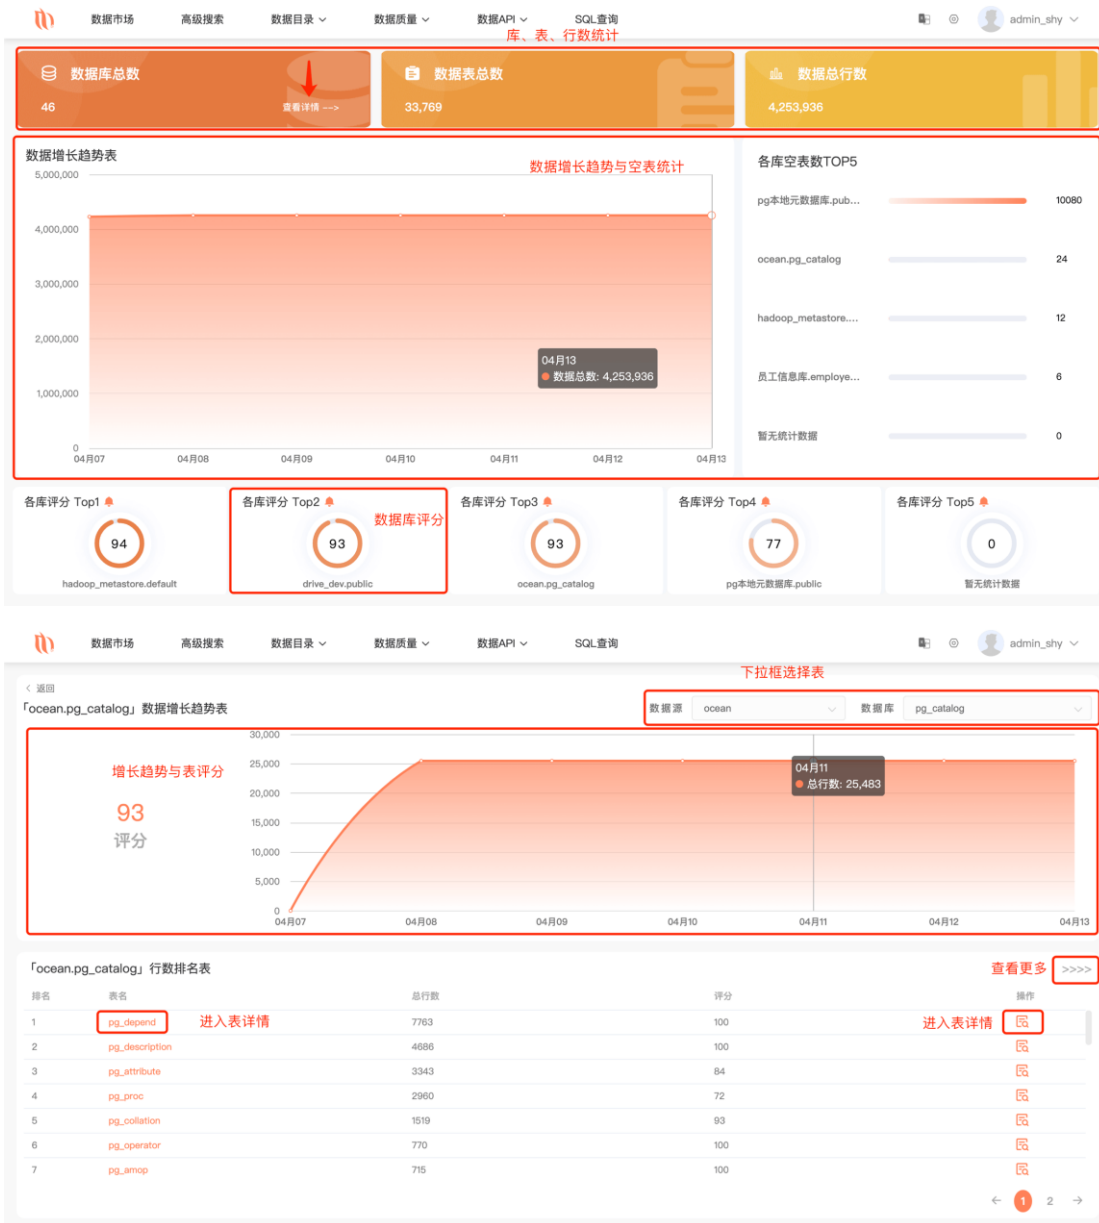 数据市场 高级搜索 数据目录 数据质量 数据API SQL查询 admin_shy
库、表、行数统计
数据库总数 数据表总数 数据总行数
46 查看详情 --> 33,769 4,253,936
数据增长趋势表
数据增长趋势与空表统计
各库空表数TOP5
5,000,000
4,000,000
3,000,000
2,000,000
1,000,000
0
04月07 04月08 04月09 04月10 04月11 04月12 04月13
04月13
数据总数: 4,253,936
pg本地元数据库.pub... 10080
ocean.pg_catalog 24
hadoop_metastore.... 12
员工信息库.employe... 6
暂无统计数据 0
各库评分 Top1 各库评分 Top2 各库评分 Top3 各库评分 Top4 各库评分 Top5
数据库评分
94 93 93 77 0
hadoop_metastore.default drive_dev.public ocean.pg_catalog pg本地元数据库.public 暂无统计数据
数据市场 高级搜索 数据目录 数据质量 数据API SQL查询 admin_shy
下拉框选择表
< 返回
「ocean.pg_catalog」数据增长趋势表 数据源 ocean 数据库 pg_catalog
增长趋势与表评分
93
评分
30,000
25,000
20,000
15,000
10,000
5,000
0
04月07 04月08 04月09 04月10 04月11 04月12 04月13
04月11
总行数: 25,483
「ocean.pg_catalog」行数排名表 查看更多 >>>>
排名 表名 总行数 评分 操作
1 pg_depend 进入表详情 7763 100 进入表详情
2 pg_description 4686 100
3 pg_attribute 3343 84
4 pg_proc 2960 72
5 pg_collation 1519 93
6 pg_operator 770 100
7 pg_amop 715 100
← 1 2 →